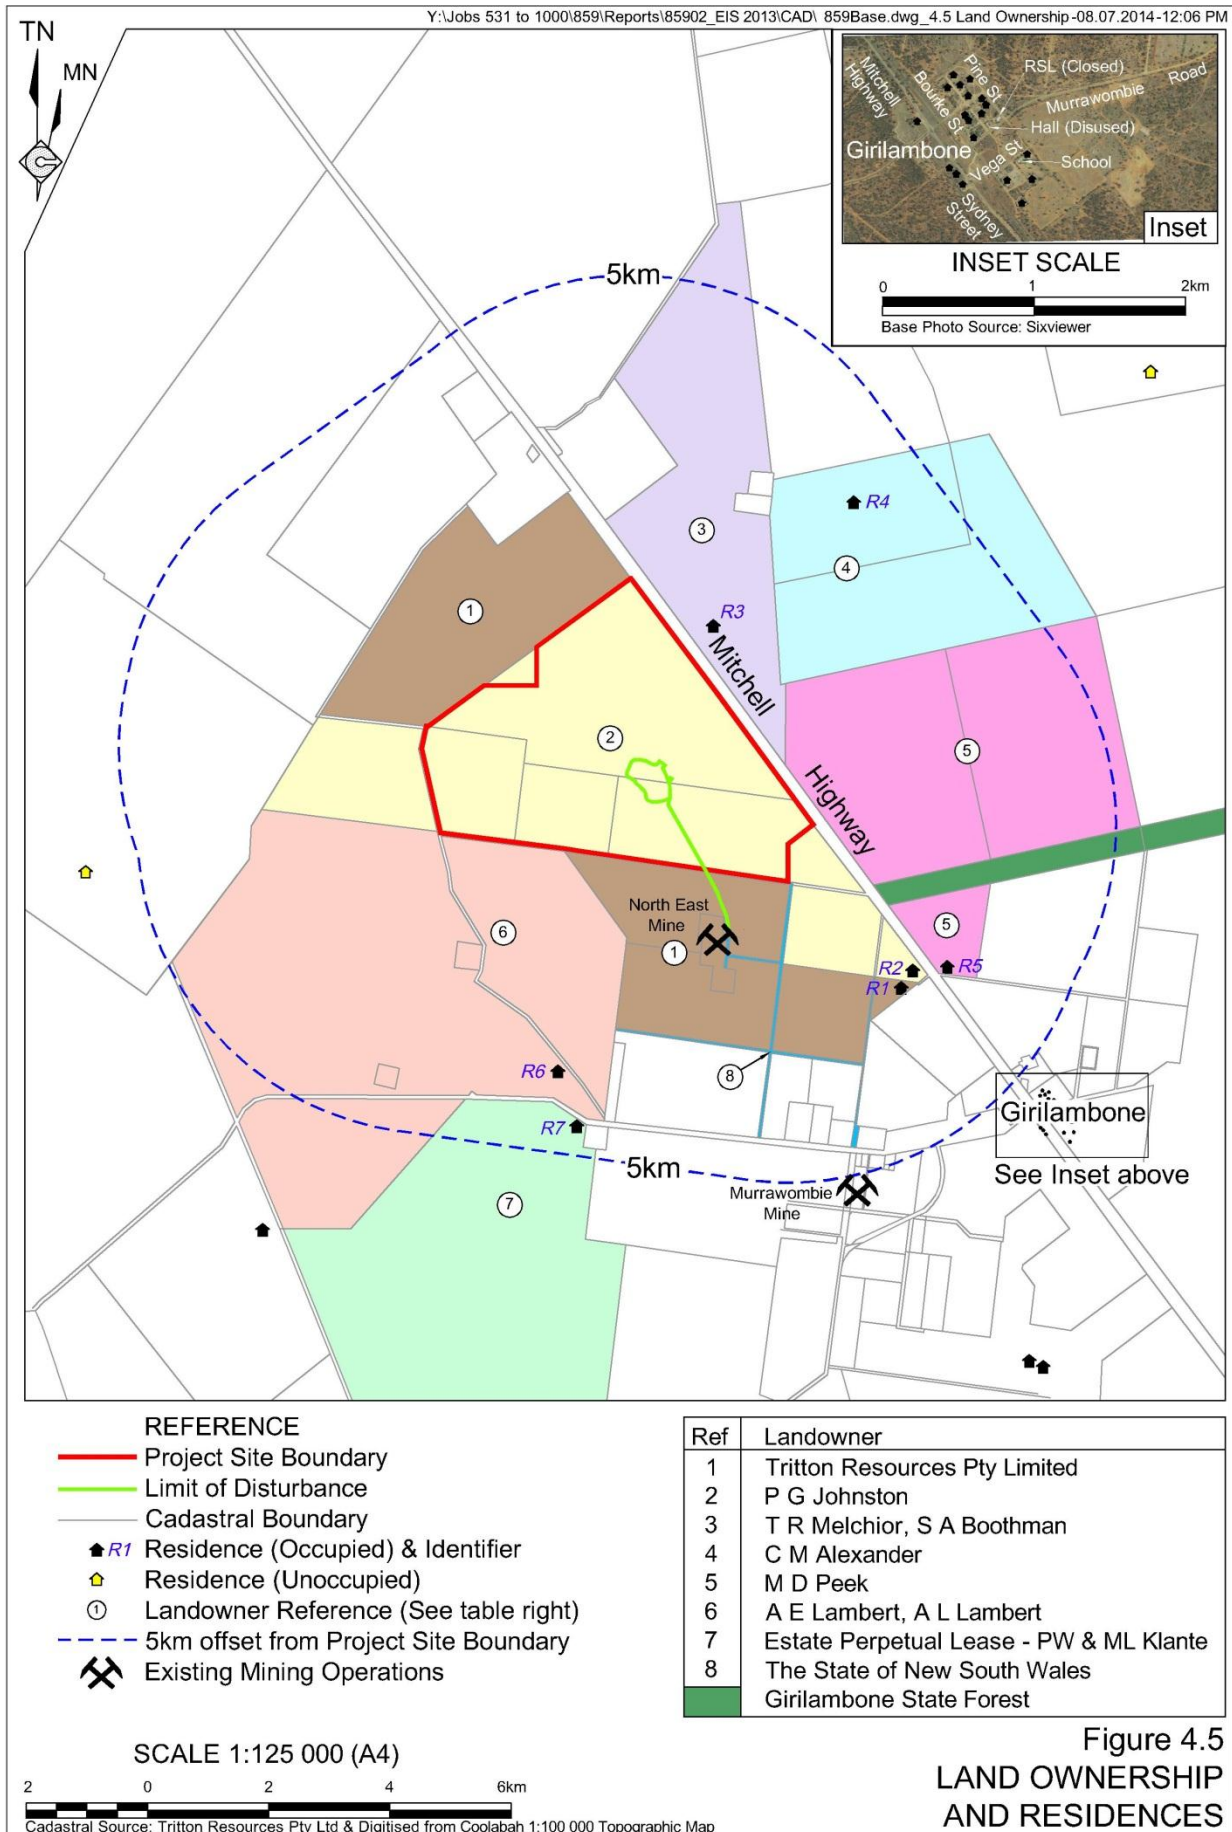 Y:\Jobs 531 to 1000\859\Reports\85902_EIS 2013\CAD\ 859Base.dwg_4.5 Land Ownership-08.07.2014-12:06 PM
TN
MN
Mitchell
Highway
Bourke St
Pine St
RSL (Closed)
Murrawombie
Road
Hall (Disused)
Girilambone
Vega St
School
Sydney
Street
Inset
INSET SCALE
0
1
2km
Base Photo Source: Sixviewer
5km
R4
3
4
1
R3
Mitchell
2
5
Highway
North East
Mine
6
1
5
R2
R5
R1
R6
8
Girilambone
R7
5km
See Inset above
Murrawombie
Mine
7
REFERENCE
Project Site Boundary
Limit of Disturbance
Cadastral Boundary
R1 Residence (Occupied) & Identifier
Residence (Unoccupied)
1 Landowner Reference (See table right)
5km offset from Project Site Boundary
Existing Mining Operations
Ref Landowner
1 Tritton Resources Pty Limited
2 P G Johnston
3 T R Melchior, S A Boothman
4 C M Alexander
5 M D Peek
6 A E Lambert, A L Lambert
7 Estate Perpetual Lease - PW & ML Klante
8 The State of New South Wales
Girilambone State Forest
SCALE 1:125 000 (A4)
2 0 2 4 6km
Cadastral Source: Tritton Resources Pty Ltd & Digitised from Coolabah 1:100 000 Topographic Map
Figure 4.5
LAND OWNERSHIP
AND RESIDENCES